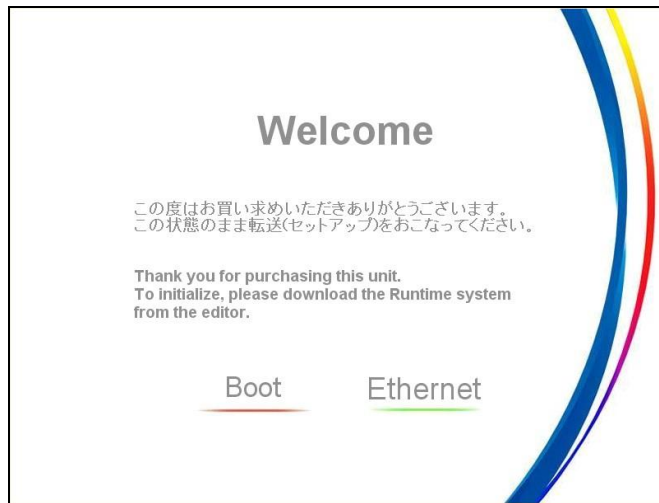 Welcome
この度はお買い求めいただきありがとうございます。
この状態のまま転送(セットアップ)をおこなってください。
Thank you for purchasing this unit.
To initialize, please download the Runtime system
from the editor.
Boot
Ethernet